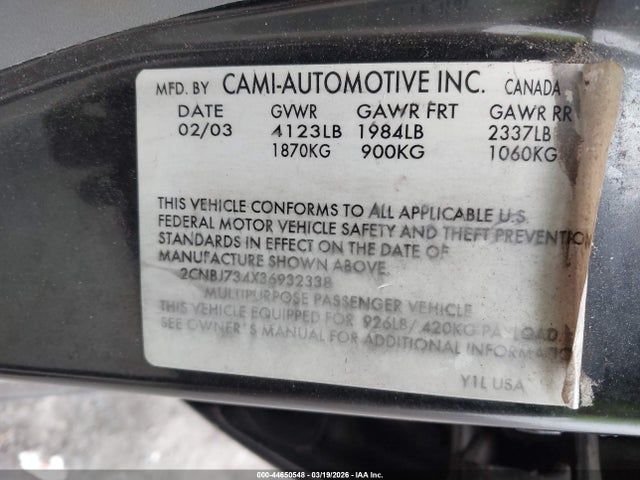 MFD. BY CAMI-AUTOMOTIVE INC. CANADA
DATE GVWR GAWR FRT GAWR RR
02/03 4123LB 1984LB 2337LB
1870KG 900KG 1060KG
THIS VEHICLE CONFORMS TO ALL APPLICABLE U.S.
FEDERAL MOTOR VEHICLE SAFETY AND THEFT PREVENTION
STANDARDS IN EFFECT ON THE DATE OF
MANUFACTURE SHOWN ABOVE.
2CNBJ734X36932338
MULTIPURPOSE PASSENGER VEHICLE
THIS VEHICLE EQUIPPED FOR 926LB/420KG PAYLOAD
SEE OWNER'S MANUAL FOR ADDITIONAL INFORMATIO
Y1L USA
000-44650548 - 03/19/2026 - IAA Inc.